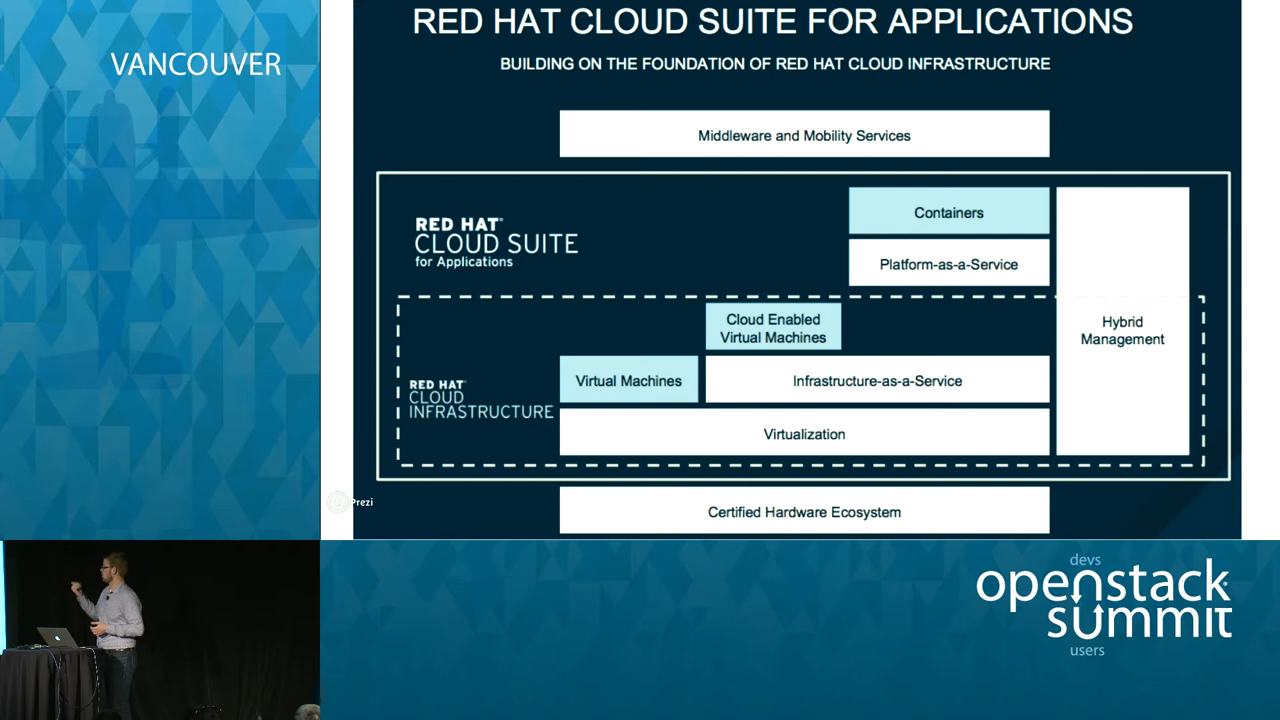 VANCOUVER
RED HAT CLOUD SUITE FOR APPLICATIONS
BUILDING ON THE FOUNDATION OF RED HAT CLOUD INFRASTRUCTURE
Middleware and Mobility Services
RED HAT®
CLOUD SUITE
for Applications
Containers
Platform-as-a-Service
Cloud Enabled
Virtual Machines
Hybrid
Management
RED HAT®
CLOUD
INFRASTRUCTURE
Virtual Machines
Infrastructure-as-a-Service
Virtualization
Certified Hardware Ecosystem
Prezi
devs
openstack
summit
users